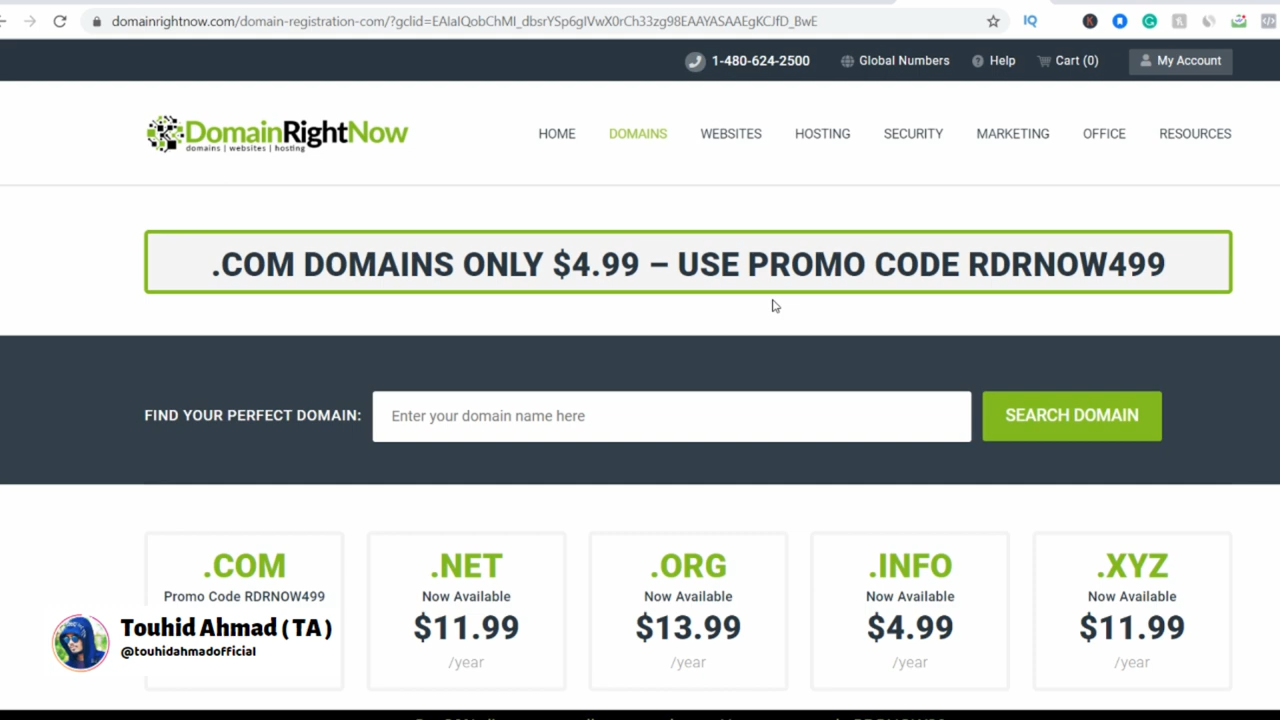 domainrightnow.com/domain-registration-com/?gclid=EAIaIQobChMI_dbsrYSp6gIVwX0rCh33zg98EAAYASAAEgKCJfD_BwE
IQ
1-480-624-2500 Global Numbers Help Cart (0) My Account
DomainRightNow
domains | websites | hosting
HOME DOMAINS WEBSITES HOSTING SECURITY MARKETING OFFICE RESOURCES
.COM DOMAINS ONLY $4.99 – USE PROMO CODE RDRNOW499
FIND YOUR PERFECT DOMAIN: Enter your domain name here SEARCH DOMAIN
.COM .NET .ORG .INFO .XYZ
Promo Code RDRNOW499 Now Available Now Available Now Available Now Available
$11.99 $13.99 $4.99 $11.99
/year /year /year /year
Touhid Ahmad ( TA )
@touhidahmadofficial